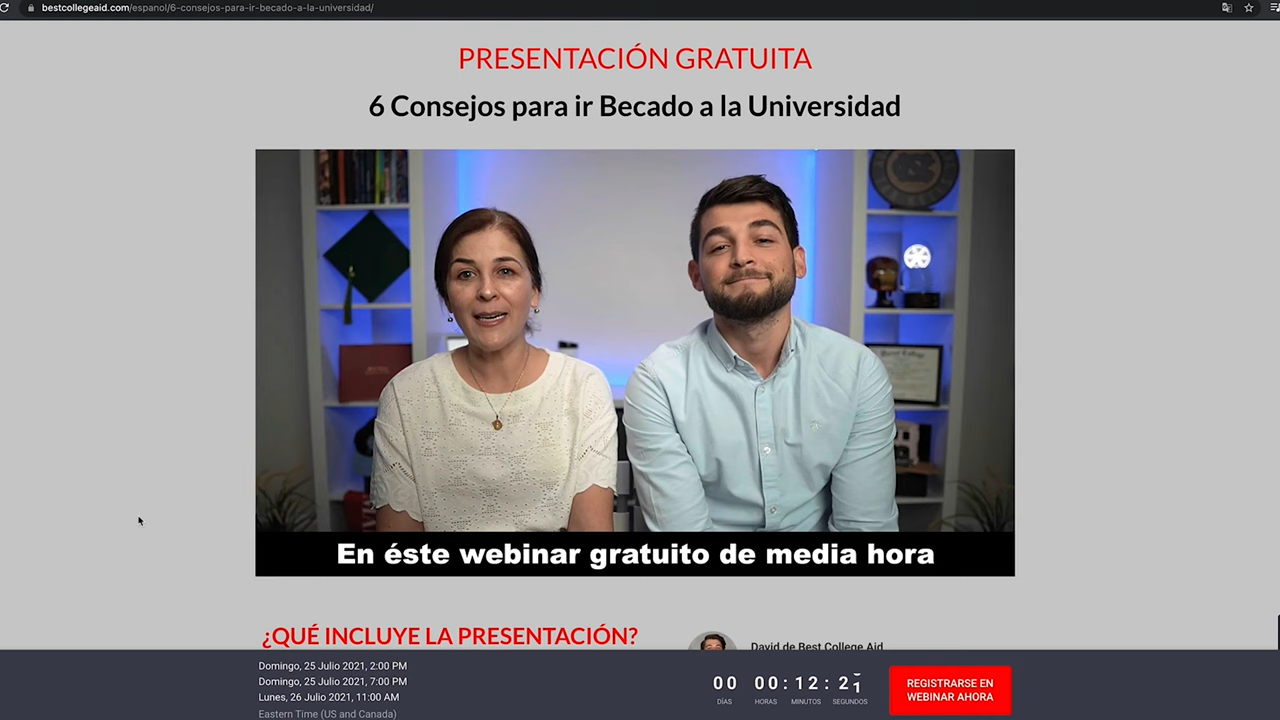 bestcollegeaid.com/espanol/6-consejos-para-ir-becado-a-la-universidad/
PRESENTACIÓN GRATUITA
6 Consejos para ir Becado a la Universidad
En éste webinar gratuito de media hora
¿QUÉ INCLUYE LA PRESENTACIÓN?
David de Best College Aid
Domingo, 25 Julio 2021, 2:00 PM
Domingo, 25 Julio 2021, 7:00 PM
Lunes, 26 Julio 2021, 11:00 AM
Eastern Time (US and Canada)
00 00:12:21
DÍAS HORAS MINUTOS SEGUNDOS
REGISTRARSE EN
WEBINAR AHORA